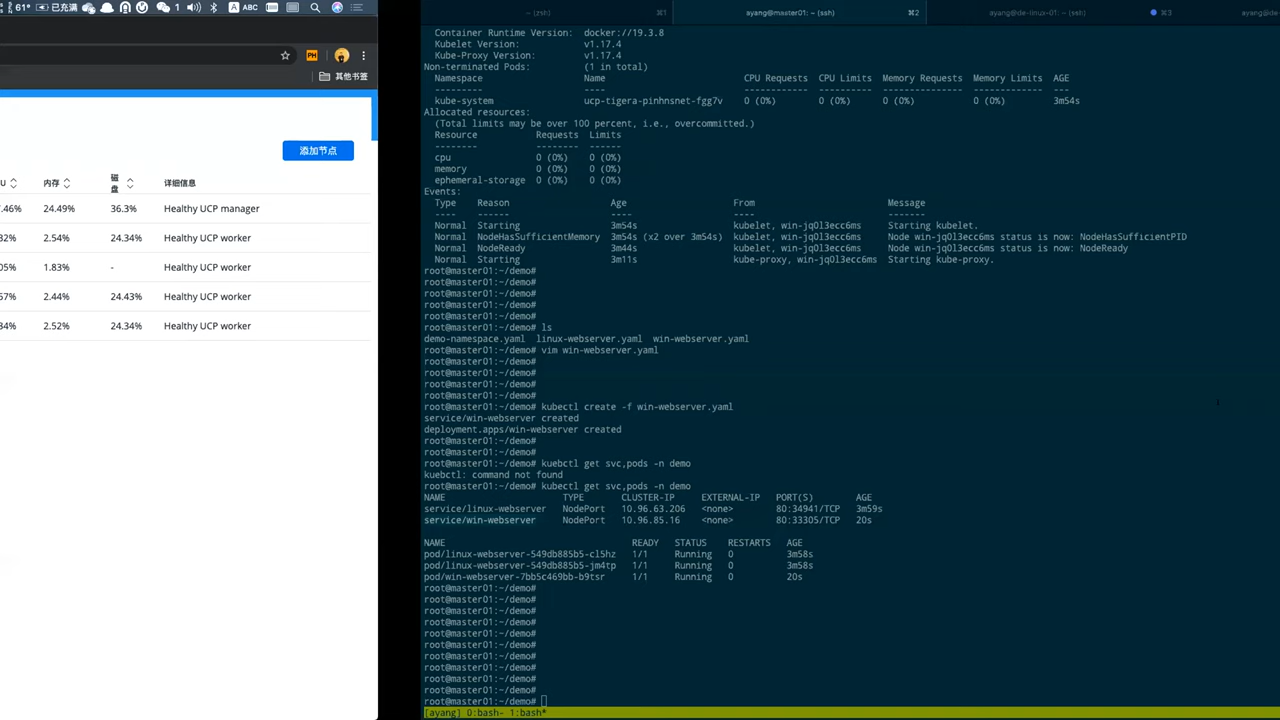 61° 已充满 1 ABC
其他书签
添加节点
U 内存 磁盘 详细信息
.46% 24.49% 36.3% Healthy UCP manager
32% 2.54% 24.34% Healthy UCP worker
05% 1.83% - Healthy UCP worker
57% 2.44% 24.43% Healthy UCP worker
34% 2.52% 24.34% Healthy UCP worker
~ (zsh) ⌘1 ayang@master01: ~ (ssh) ⌘2 ayang@de-linux-01: ~ (ssh) ⌘3 ayang@de
Container Runtime Version: docker://19.3.8
Kubelet Version: v1.17.4
Kube-Proxy Version: v1.17.4
Non-terminated Pods: (1 in total)
Namespace Name CPU Requests CPU Limits Memory Requests Memory Limits AGE
--------- ---- ------------ ---------- --------------- ------------- ---
kube-system ucp-tigera-pinhnsnet-fgg7v 0 (0%) 0 (0%) 0 (0%) 0 (0%) 3m54s
Allocated resources:
(Total limits may be over 100 percent, i.e., overcommitted.)
Resource Requests Limits
-------- -------- ------
cpu 0 (0%) 0 (0%)
memory 0 (0%) 0 (0%)
ephemeral-storage 0 (0%) 0 (0%)
Events:
Type Reason Age From Message
---- ------ ---- ---- -------
Normal Starting 3m54s kubelet, win-jq0l3ecc6ms Starting kubelet.
Normal NodeHasSufficientMemory 3m54s (x2 over 3m54s) kubelet, win-jq0l3ecc6ms Node win-jq0l3ecc6ms status is now: NodeHasSufficientPID
Normal NodeReady 3m44s kubelet, win-jq0l3ecc6ms Node win-jq0l3ecc6ms status is now: NodeReady
Normal Starting 3m11s kube-proxy, win-jq0l3ecc6ms Starting kube-proxy.
root@master01:~/demo#
root@master01:~/demo#
root@master01:~/demo#
root@master01:~/demo#
root@master01:~/demo#
root@master01:~/demo# ls
demo-namespace.yaml linux-webserver.yaml win-webserver.yaml
root@master01:~/demo# vim win-webserver.yaml
root@master01:~/demo#
root@master01:~/demo#
root@master01:~/demo#
root@master01:~/demo#
root@master01:~/demo# kubectl create -f win-webserver.yaml
service/win-webserver created
deployment.apps/win-webserver created
root@master01:~/demo#
root@master01:~/demo#
root@master01:~/demo# kuebctl get svc,pods -n demo
kuebctl: command not found
root@master01:~/demo# kubectl get svc,pods -n demo
NAME TYPE CLUSTER-IP EXTERNAL-IP PORT(S) AGE
service/linux-webserver NodePort 10.96.63.206 <none> 80:34941/TCP 3m59s
service/win-webserver NodePort 10.96.85.16 <none> 80:33305/TCP 20s
NAME READY STATUS RESTARTS AGE
pod/linux-webserver-549db885b5-cl5hz 1/1 Running 0 3m58s
pod/linux-webserver-549db885b5-jm4tp 1/1 Running 0 3m58s
pod/win-webserver-7bb5c469bb-b9tsr 1/1 Running 0 20s
root@master01:~/demo#
root@master01:~/demo#
root@master01:~/demo#
root@master01:~/demo#
root@master01:~/demo#
root@master01:~/demo#
root@master01:~/demo#
root@master01:~/demo#
root@master01:~/demo#
root@master01:~/demo#
root@master01:~/demo#
[ayang] 0:bash- 1:bash*